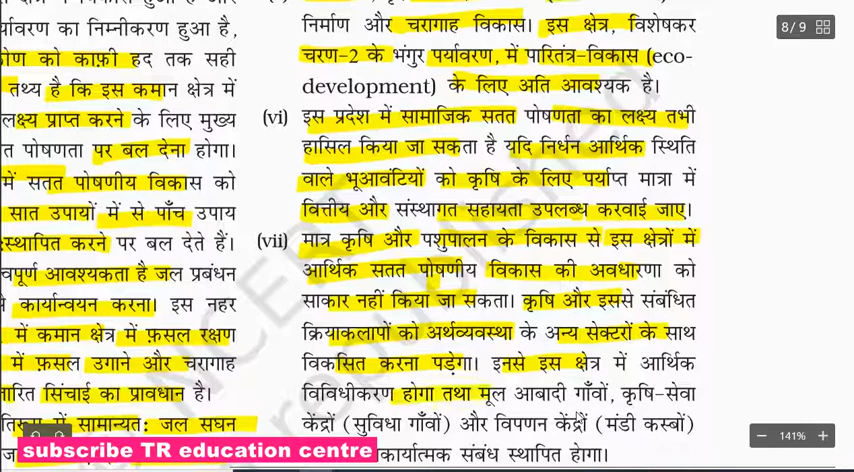 र्यावरण का निम्नीकरण हुआ है,
ोण को काफ़ी हद तक सही
तथ्य है कि इस कमान क्षेत्र में
लक्ष्य प्राप्त करने के लिए मुख्य
त पोषणता पर बल देना होगा।
में सतत पोषणीय विकास को
सात उपायों में से पाँच उपाय
स्थापित करने पर बल देते हैं।
वपूर्ण आवश्यकता है जल प्रबंधन
कार्यान्वयन करना। इस नहर
में कमान क्षेत्र में फ़सल रक्षण
में फ़सल उगाने और चरागाह
तारित सिंचाई का प्रावधान है।
में सामान्यतः जल सघन
निर्माण और चरागाह विकास। इस क्षेत्र, विशेषकर
चरण-2 के भंगुर पर्यावरण, में पारितंत्र-विकास (eco-
development) के लिए अति आवश्यक है।
(vi) इस प्रदेश में सामाजिक सतत पोषणता का लक्ष्य तभी
हासिल किया जा सकता है यदि निर्धन आर्थिक स्थिति
वाले भूआवंटियों को कृषि के लिए पर्याप्त मात्रा में
वित्तीय और संस्थागत सहायता उपलब्ध करवाई जाए।
(vii) मात्र कृषि और पशुपालन के विकास से इस क्षेत्रों में
आर्थिक सतत पोषणीय विकास की अवधारणा को
साकार नहीं किया जा सकता। कृषि और इससे संबंधित
क्रियाकलापों को अर्थव्यवस्था के अन्य सेक्टरों के साथ
विकसित करना पड़ेगा। इनसे इस क्षेत्र में आर्थिक
विविधीकरण होगा तथा मूल आबादी गाँवों, कृषि-सेवा
केंद्रों (सुविधा गाँवों) और विपणन केंद्रों (मंडी कस्बों)
कार्यात्मक संबंध स्थापित होगा।
NCERT
republished
8/9
141%
subscribe TR education centre